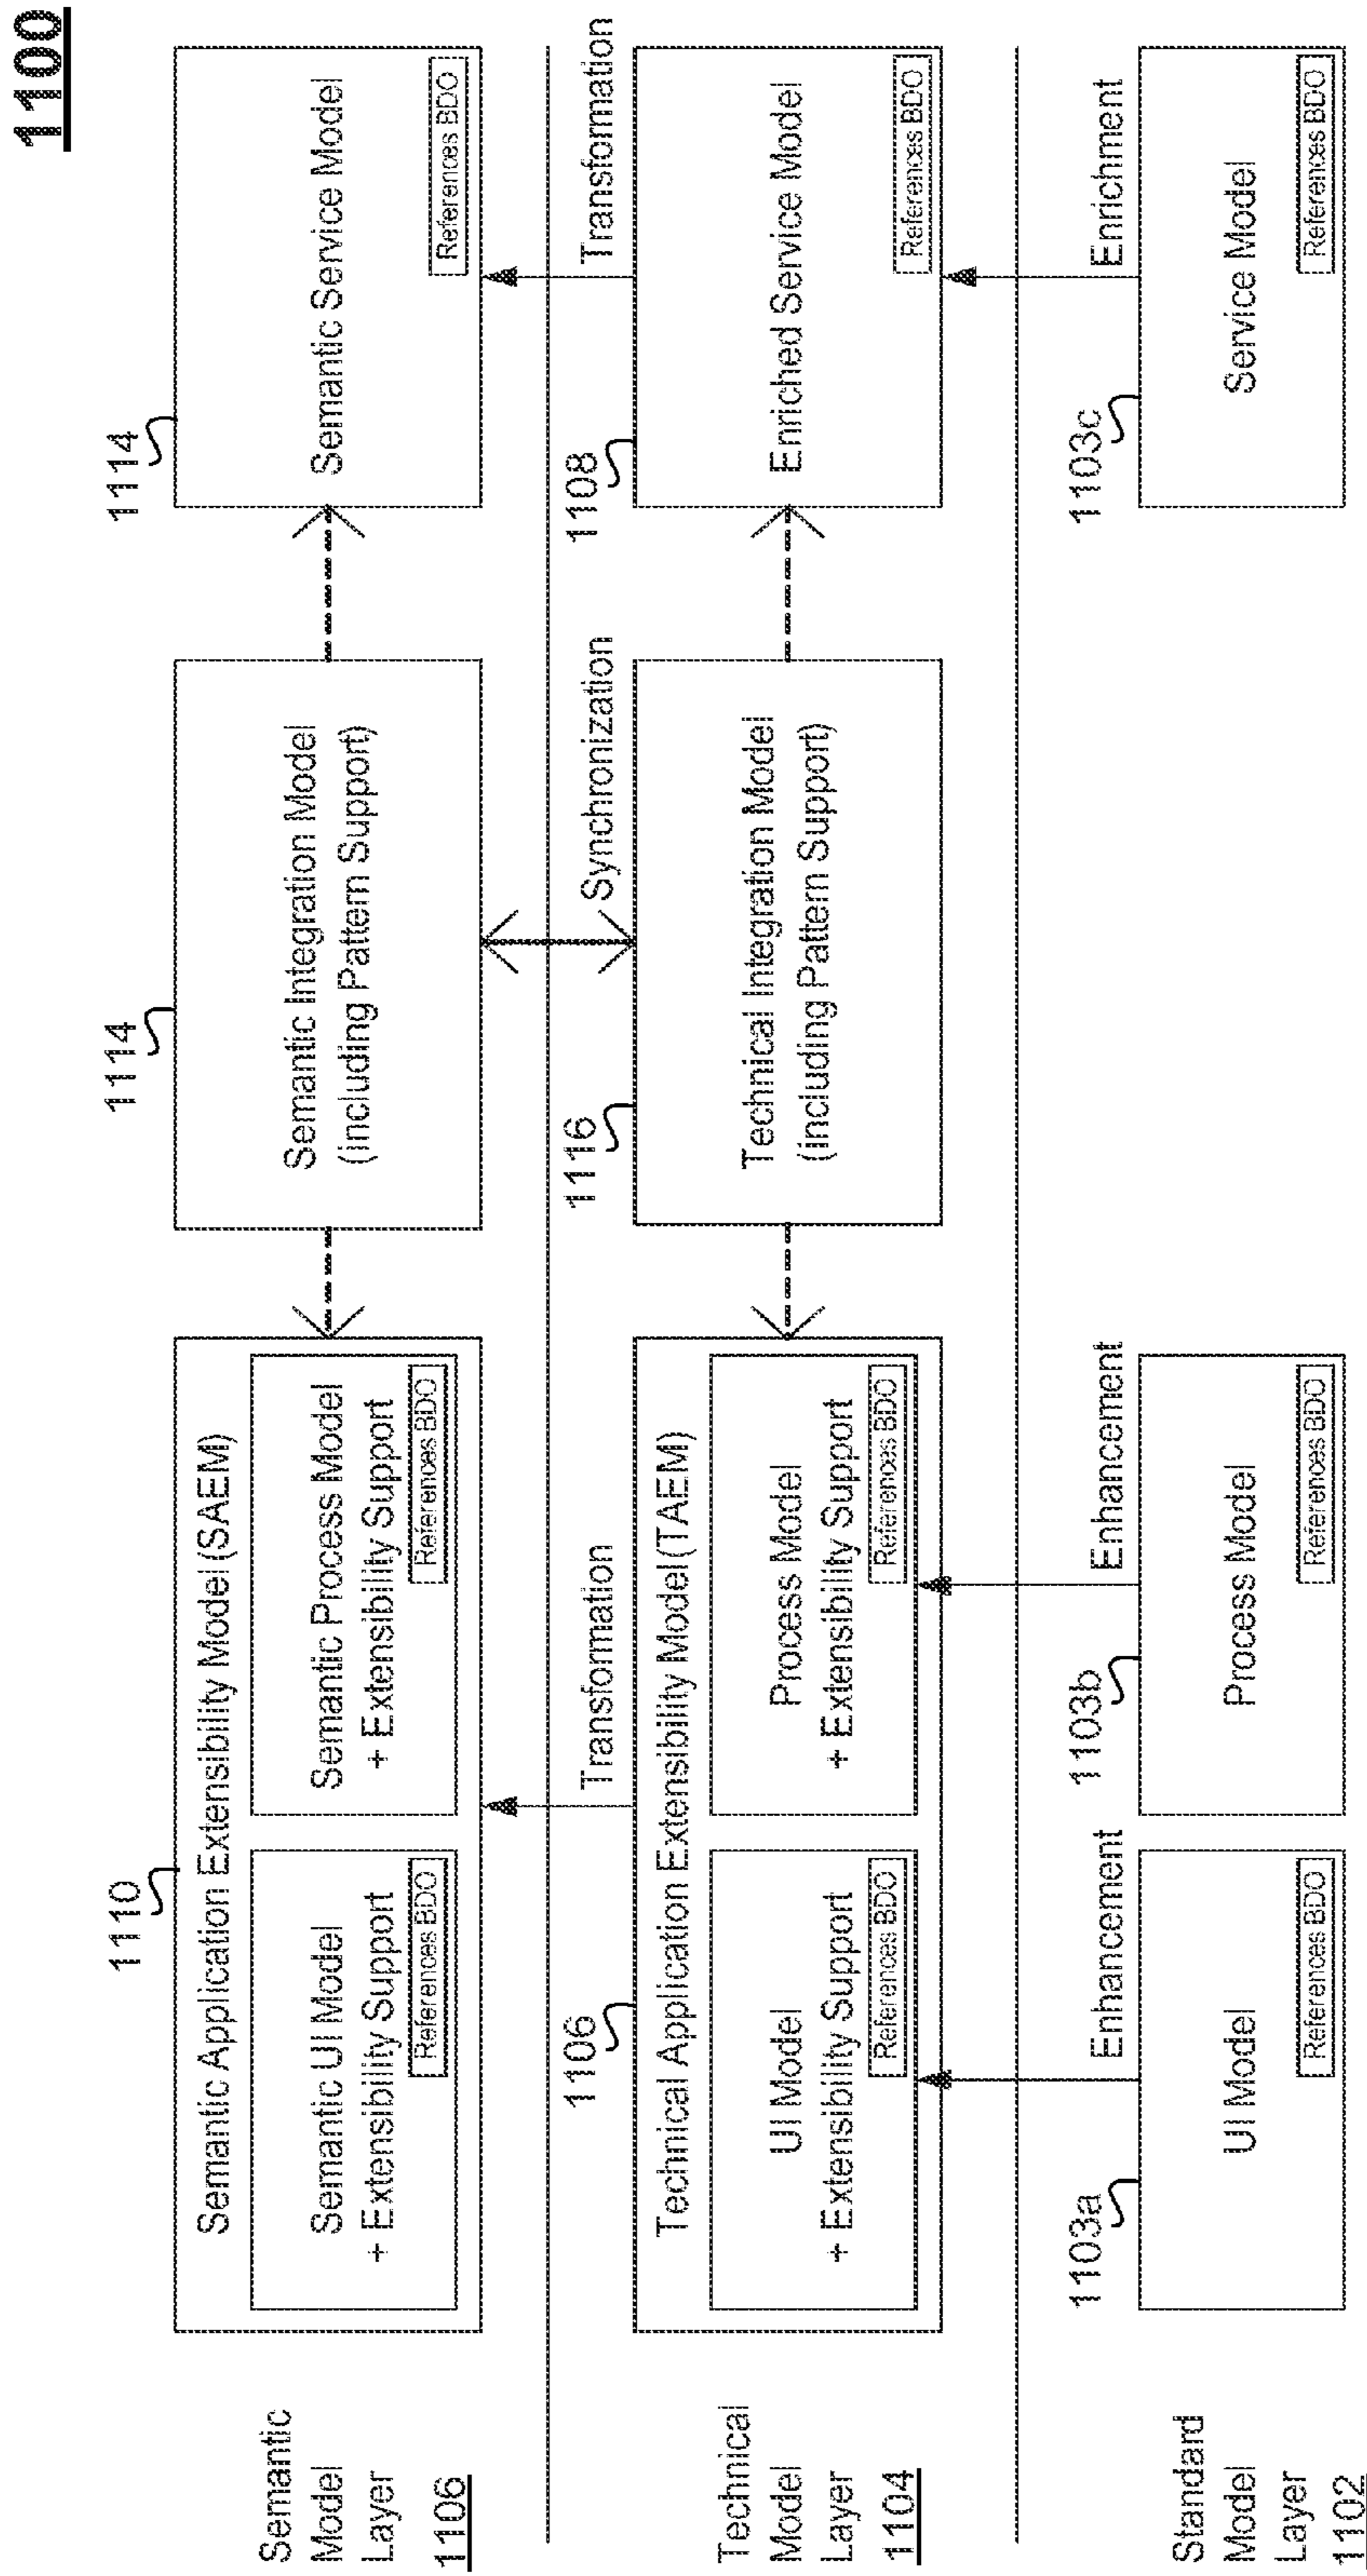 1100
Semantic
Model
Layer
1106
1110
Semantic Application Extensibility Model (SAEM)
Semantic UI Model
+ Extensibility Support
References BDO
Semantic Process Model
+ Extensibility Support
References BDO
1114
Semantic Integration Model
(including Pattern Support)
1114
Semantic Service Model
References BDO
Transformation
Synchronization
Transformation
Technical
Model
Layer
1104
1106
Technical Application Extensibility Model(TAEM)
UI Model
+ Extensibility Support
References BDO
Process Model
+ Extensibility Support
References BDO
1116
Technical Integration Model
(including Pattern Support)
1108
Enriched Service Model
References BDO
Enhancement
Enhancement
Enrichment
Standard
Model
Layer
1102
1103a
UI Model
References BDO
1103b
Process Model
References BDO
1103c
Service Model
References BDO